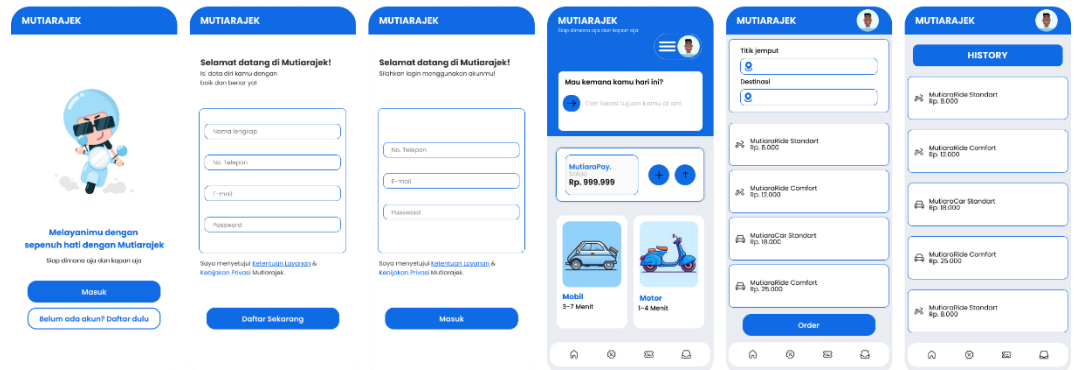 MUTIARAJEK
Melayanimu dengan
sepenuh hati dengan Mutiarajek
Siap dimana aja dan kapan aja
Masuk
Belum ada akun? Daftar dulu
MUTIARAJEK
Selamat datang di Mutiarajek!
Isi data diri kamu dengan
baik dan benar ya!
Nama lengkap
No. Telepon
E-mail
Password
Saya menyetujui Ketentuan Layanan &
Kebijakan Privasi Mutiarajek.
Daftar Sekarang
MUTIARAJEK
Selamat datang di Mutiarajek!
Silahkan login menggunakan akunmu!
No. Telepon
E-mail
Password
Saya menyetujui Ketentuan Layanan &
Kebijakan Privasi Mutiarajek.
Masuk
MUTIARAJEK
Siap dimana aja dan kapan aja
Mau kemana kamu hari ini?
Cari lokasi tujuan kamu di sini
MutiaraPay.
Saldo
Rp. 999.999
Mobil
3-7 Menit
Motor
1-4 Menit
MUTIARAJEK
Titik jemput
Destinasi
MutiaraRide Standart
Rp. 8.000
MutiaraRide Comfort
Rp. 12.000
MutiaraCar Standart
Rp. 18.000
MutiaraRide Comfort
Rp. 25.000
Order
MUTIARAJEK
HISTORY
MutiaraRide Standart
Rp. 8.000
MutiaraRide Comfort
Rp. 12.000
MutiaraCar Standart
Rp. 18.000
MutiaraRide Comfort
Rp. 25.000
MutiaraRide Standart
Rp. 8.000